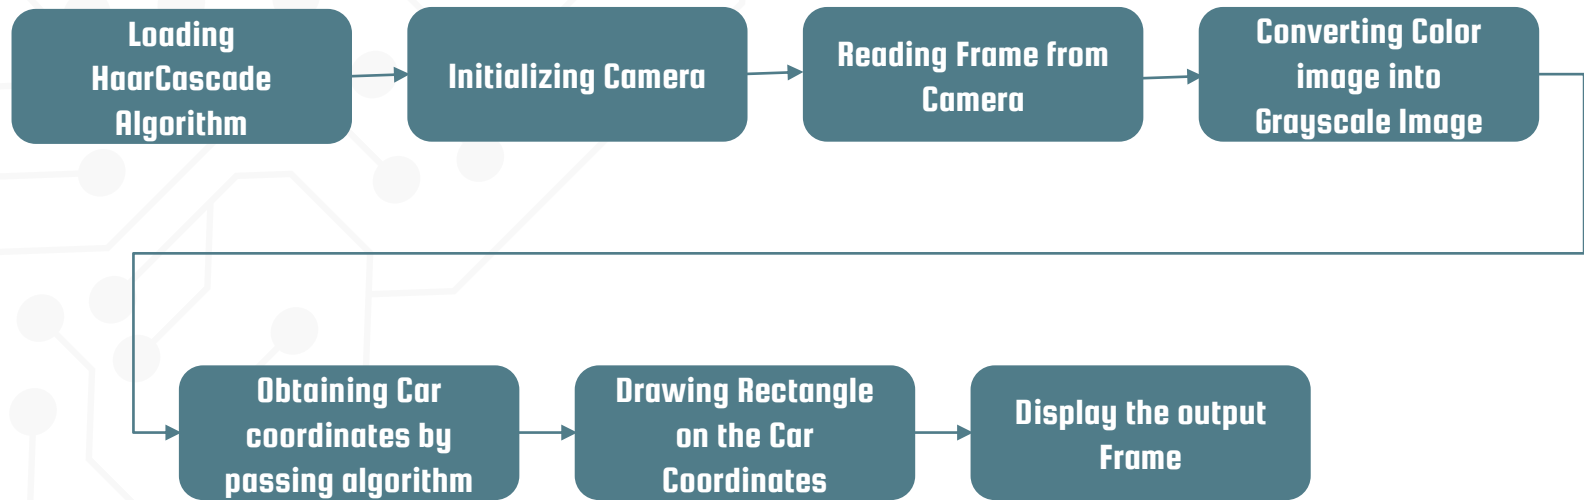 Loading
HaarCascade
Algorithm
Initializing Camera
Reading Frame from
Camera
Converting Color
image into
Grayscale Image
Obtaining Car
coordinates by
passing algorithm
Drawing Rectangle
on the Car
Coordinates
Display the output
Frame